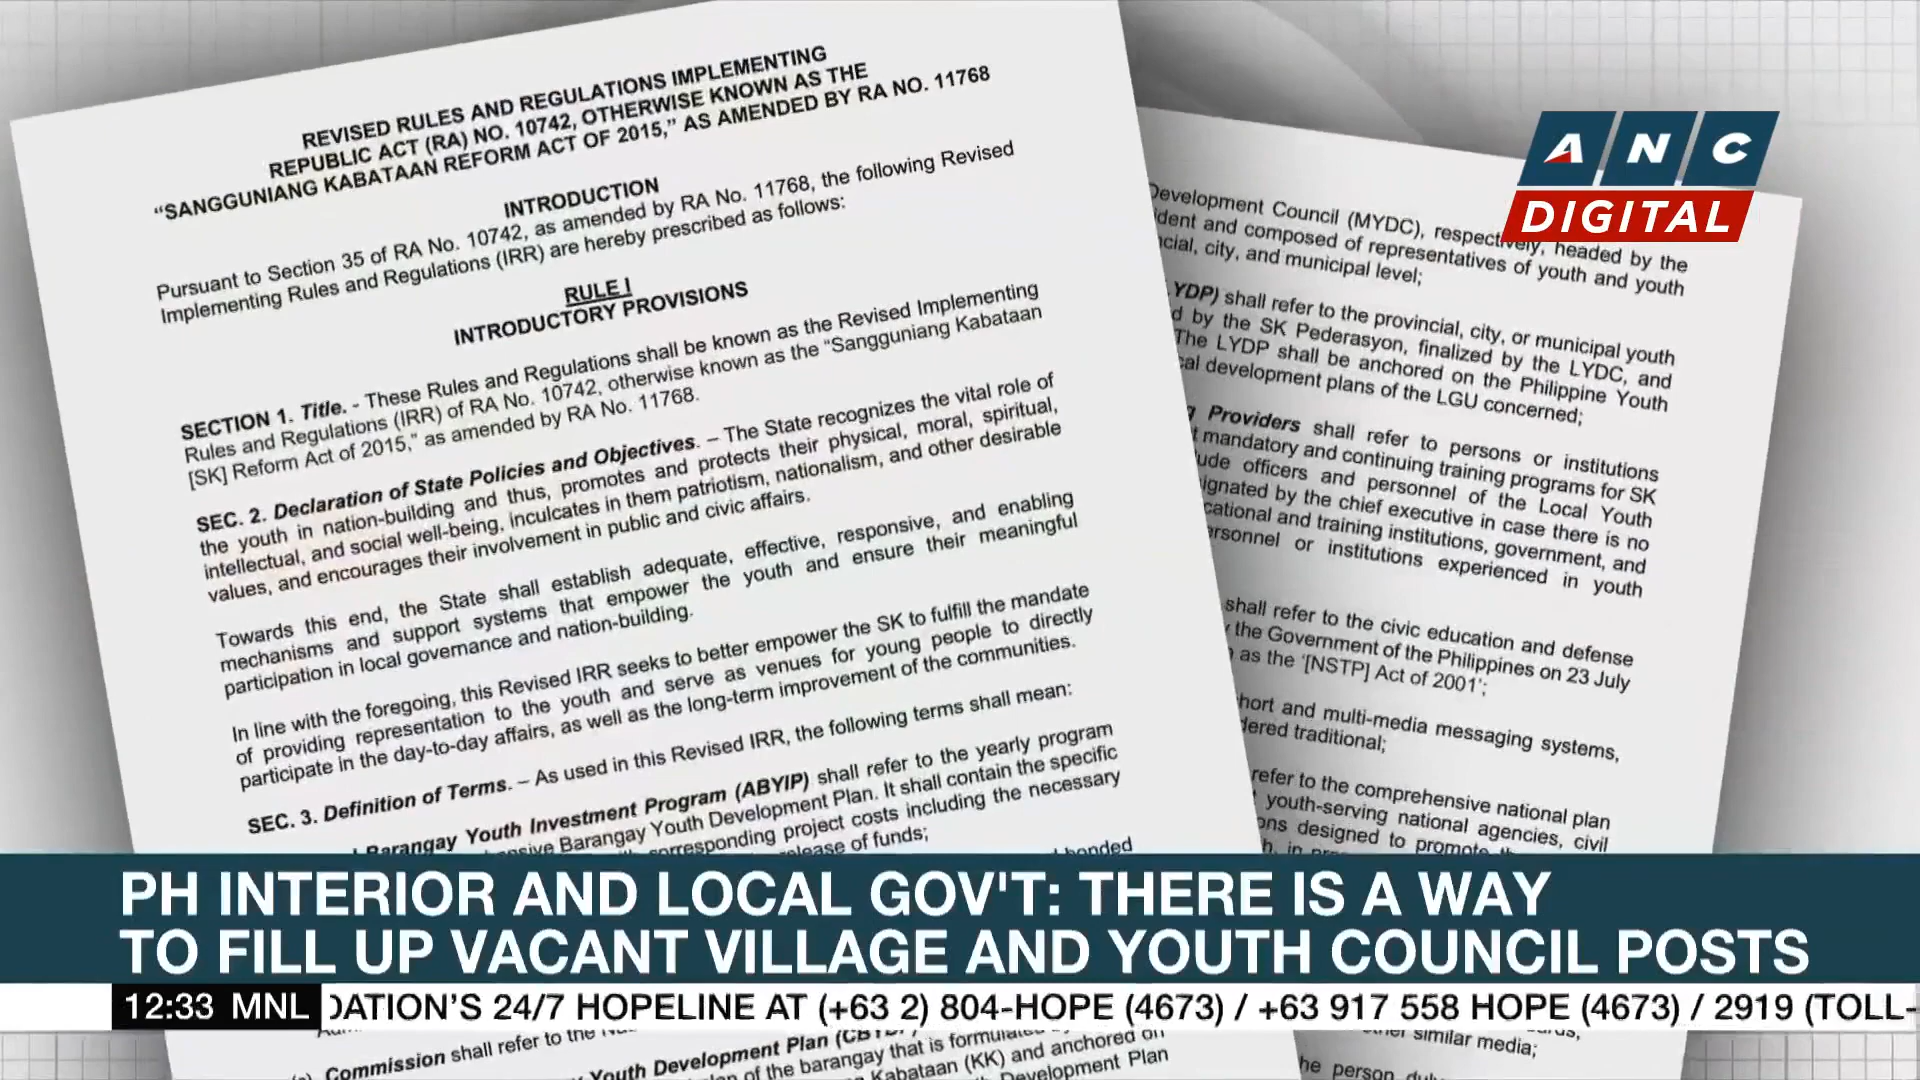 REVISED RULES AND REGULATIONS IMPLEMENTING
REPUBLIC ACT (RA) NO. 10742, OTHERWISE KNOWN AS THE
“SANGGUNIANG KABATAAN REFORM ACT OF 2015,” AS AMENDED BY RA NO. 11768
INTRODUCTION
Pursuant to Section 35 of RA No. 10742, as amended by RA No. 11768, the following Revised
Implementing Rules and Regulations (IRR) are hereby prescribed as follows:
RULE I
INTRODUCTORY PROVISIONS
SECTION 1. Title. - These Rules and Regulations shall be known as the Revised Implementing
Rules and Regulations (IRR) of RA No. 10742, otherwise known as the “Sangguniang Kabataan
[SK] Reform Act of 2015,” as amended by RA No. 11768.
SEC. 2. Declaration of State Policies and Objectives. – The State recognizes the vital role of
the youth in nation-building and thus, promotes and protects their physical, moral, spiritual,
intellectual, and social well-being, inculcates in them patriotism, nationalism, and other desirable
values, and encourages their involvement in public and civic affairs.
Towards this end, the State shall establish adequate, effective, responsive, and enabling
mechanisms and support systems that empower the youth and ensure their meaningful
participation in local governance and nation-building.
In line with the foregoing, this Revised IRR seeks to better empower the SK to fulfill the mandate
of providing representation to the youth and serve as venues for young people to directly
participate in the day-to-day affairs, as well as the long-term improvement of the communities.
SEC. 3. Definition of Terms. – As used in this Revised IRR, the following terms shall mean:
Barangay Youth Investment Program (ABYIP) shall refer to the yearly program
Barangay Youth Development Plan. It shall contain the specific
project costs including the necessary
of funds;
Commission shall refer to the
Youth Development Plan
of the barangay that is formulated
Kabataan (KK) and anchored on
Development Plan
Development Council (MYDC), respectively, headed by the
and composed of representatives of youth and youth
city, and municipal level;
shall refer to the provincial, city, or municipal youth
by the SK Pederasyon, finalized by the LYDC, and
The LYDP shall be anchored on the Philippine Youth
development plans of the LGU concerned;
Providers shall refer to persons or institutions
mandatory and continuing training programs for SK
officers and personnel of the Local Youth
by the chief executive in case there is no
and training institutions, government, and
or institutions experienced in youth
shall refer to the civic education and defense
the Government of the Philippines on 23 July
as the ‘[NSTP] Act of 2001’;
and multi-media messaging systems,
traditional;
refer to the comprehensive national plan
youth-serving national agencies, civil
designed to promote
similar media;
person
ANC
DIGITAL
PH INTERIOR AND LOCAL GOV'T: THERE IS A WAY
TO FILL UP VACANT VILLAGE AND YOUTH COUNCIL POSTS
12:33 MNL
DATION’S 24/7 HOPELINE AT (+63 2) 804-HOPE (4673) / +63 917 558 HOPE (4673) / 2919 (TOLL-